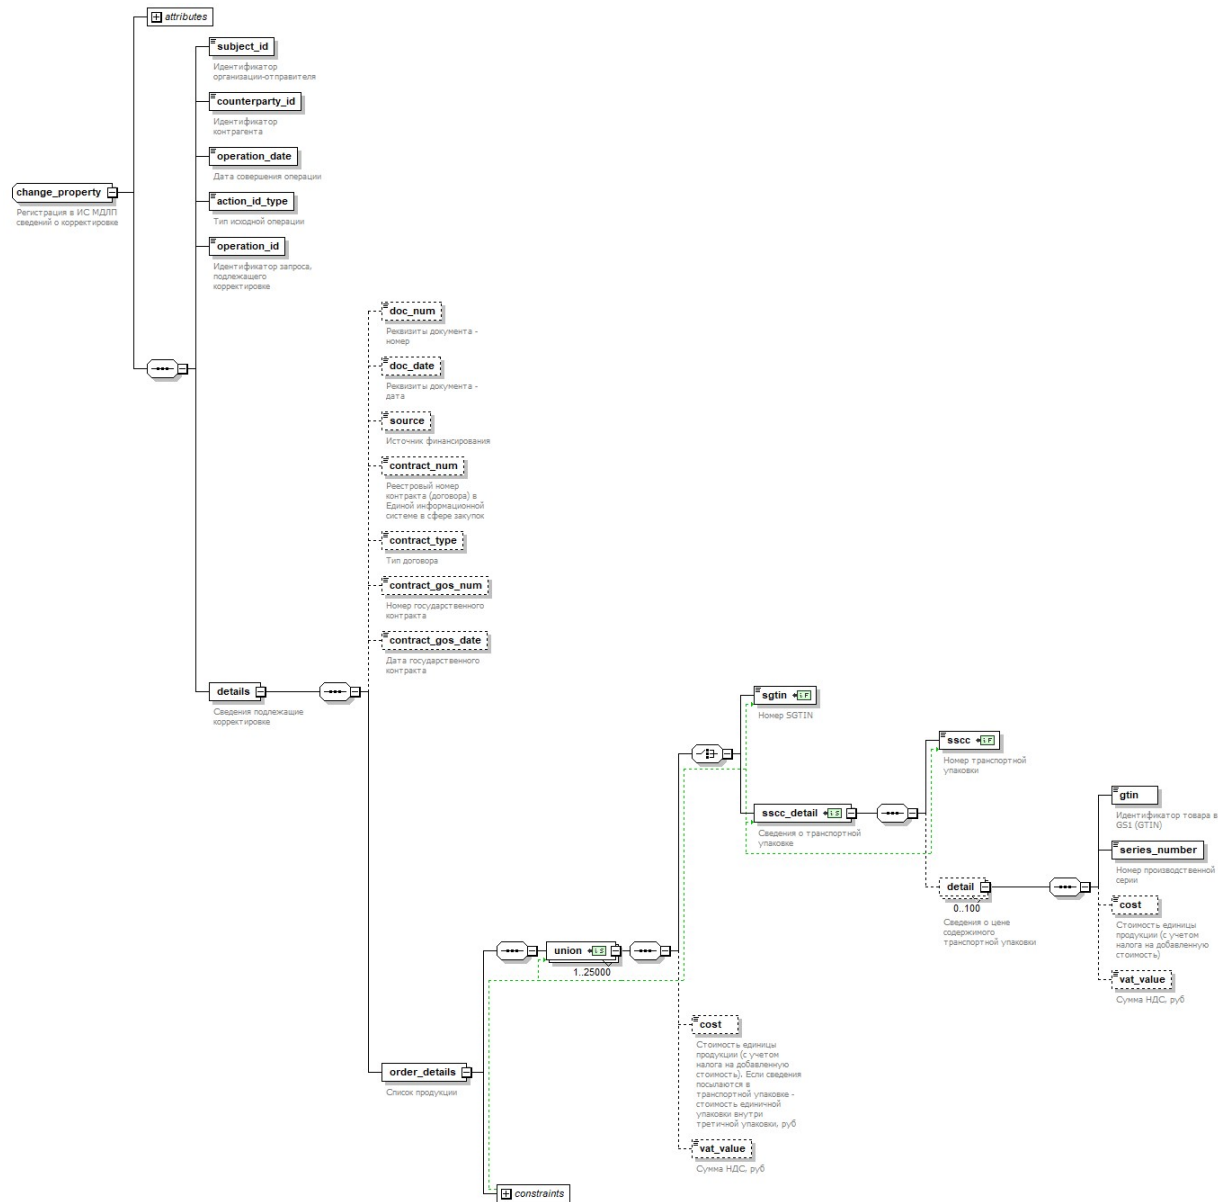 attributes
subject_id
Идентификатор
организации-отправителя
counterparty_id
Идентификатор
контрагента
operation_date
Дата совершения операции
change_property
Регистрация в ИС МДЛП
сведений о корректировке
action_id_type
Тип исходной операции
operation_id
Идентификатор запроса,
подлежащего
корректировке
doc_num
Реквизиты документа -
номер
doc_date
Реквизиты документа -
дата
source
Источник финансирования
contract_num
Реестровый номер
контракта (договора) в
Единой информационной
системе в сфере закупок
contract_type
Тип договора
contract_gos_num
Номер государственного
контракта
contract_gos_date
Дата государственного
контракта
details
Сведения подлежащие
корректировке
sgtin
Номер SGTIN
sscc
Номер транспортной
упаковки
sscc_detail
Сведения о транспортной
упаковке
gtin
Идентификатор товара в
GS1 (GTIN)
series_number
Номер производственной
серии
detail
0..100
Сведения о цене
содержимого
транспортной упаковки
cost
Стоимость единицы
продукции (с учетом
налога на добавленную
стоимость)
vat_value
Сумма НДС, руб
union
1..25000
cost
Стоимость единицы
продукции (с учетом
налога на добавленную
стоимость). Если сведения
посылаются в
транспортной упаковке -
стоимость единичной
упаковки внутри
третичной упаковки, руб
order_details
Список продукции
vat_value
Сумма НДС, руб
constraints